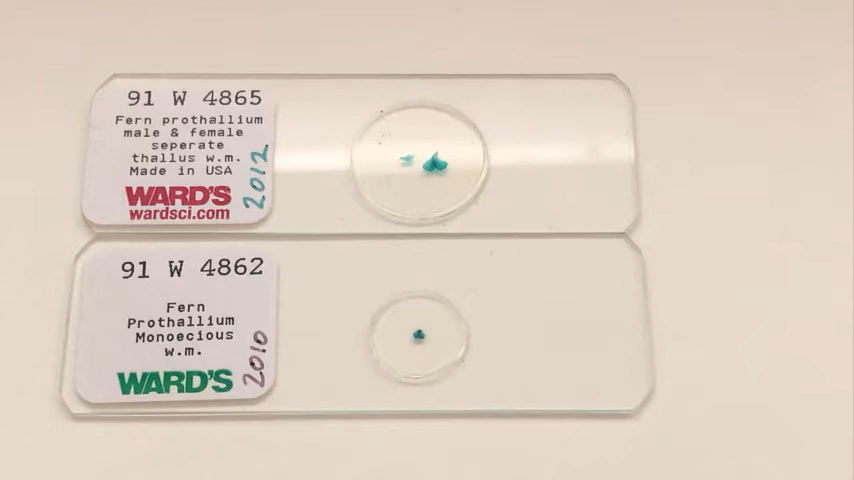 91 W 4865
Fern prothallium
male & female
seperate
thallus w.m.
Made in USA
2012
WARD'S
wardsci.com
91 W 4862
Fern
Prothallium
Monoecious
w.m.
2010
WARD'S